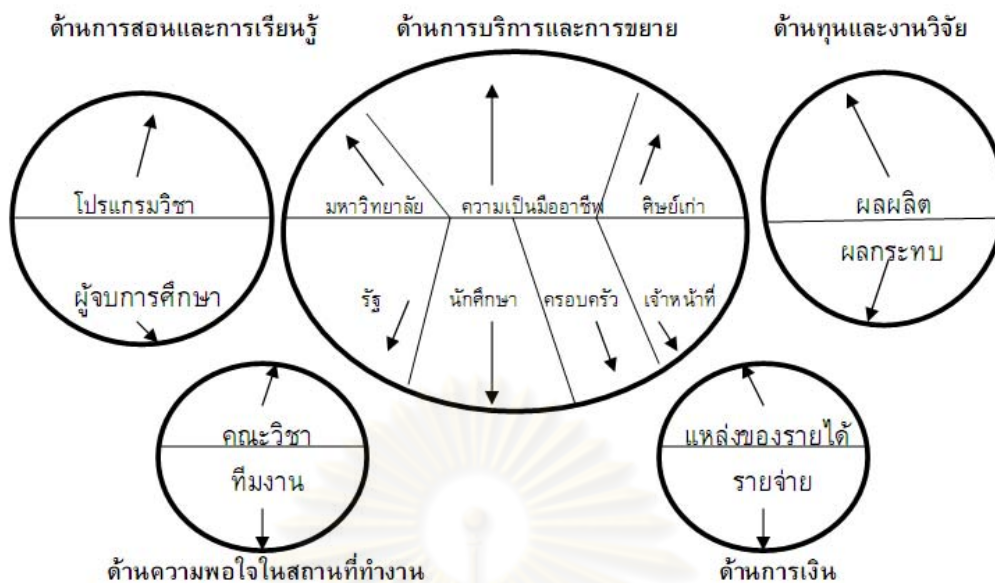 ด้านการสอนและการเรียนรู้ ด้านการบริการและการขยาย ด้านทุนและงานวิจัย
โปรแกรมวิชา มหาวิทยาลัย ความเป็นมืออาชีพ ศิษย์เก่า ผลผลิต
ผลกระทบ
ผู้จบการศึกษา รัฐ นักศึกษา ครอบครัว เจ้าหน้าที่
คณะวิชา แหล่งของรายได้
ทีมงาน รายจ่าย
ด้านความพอใจในสถานที่ทำงาน ด้านการเงิน